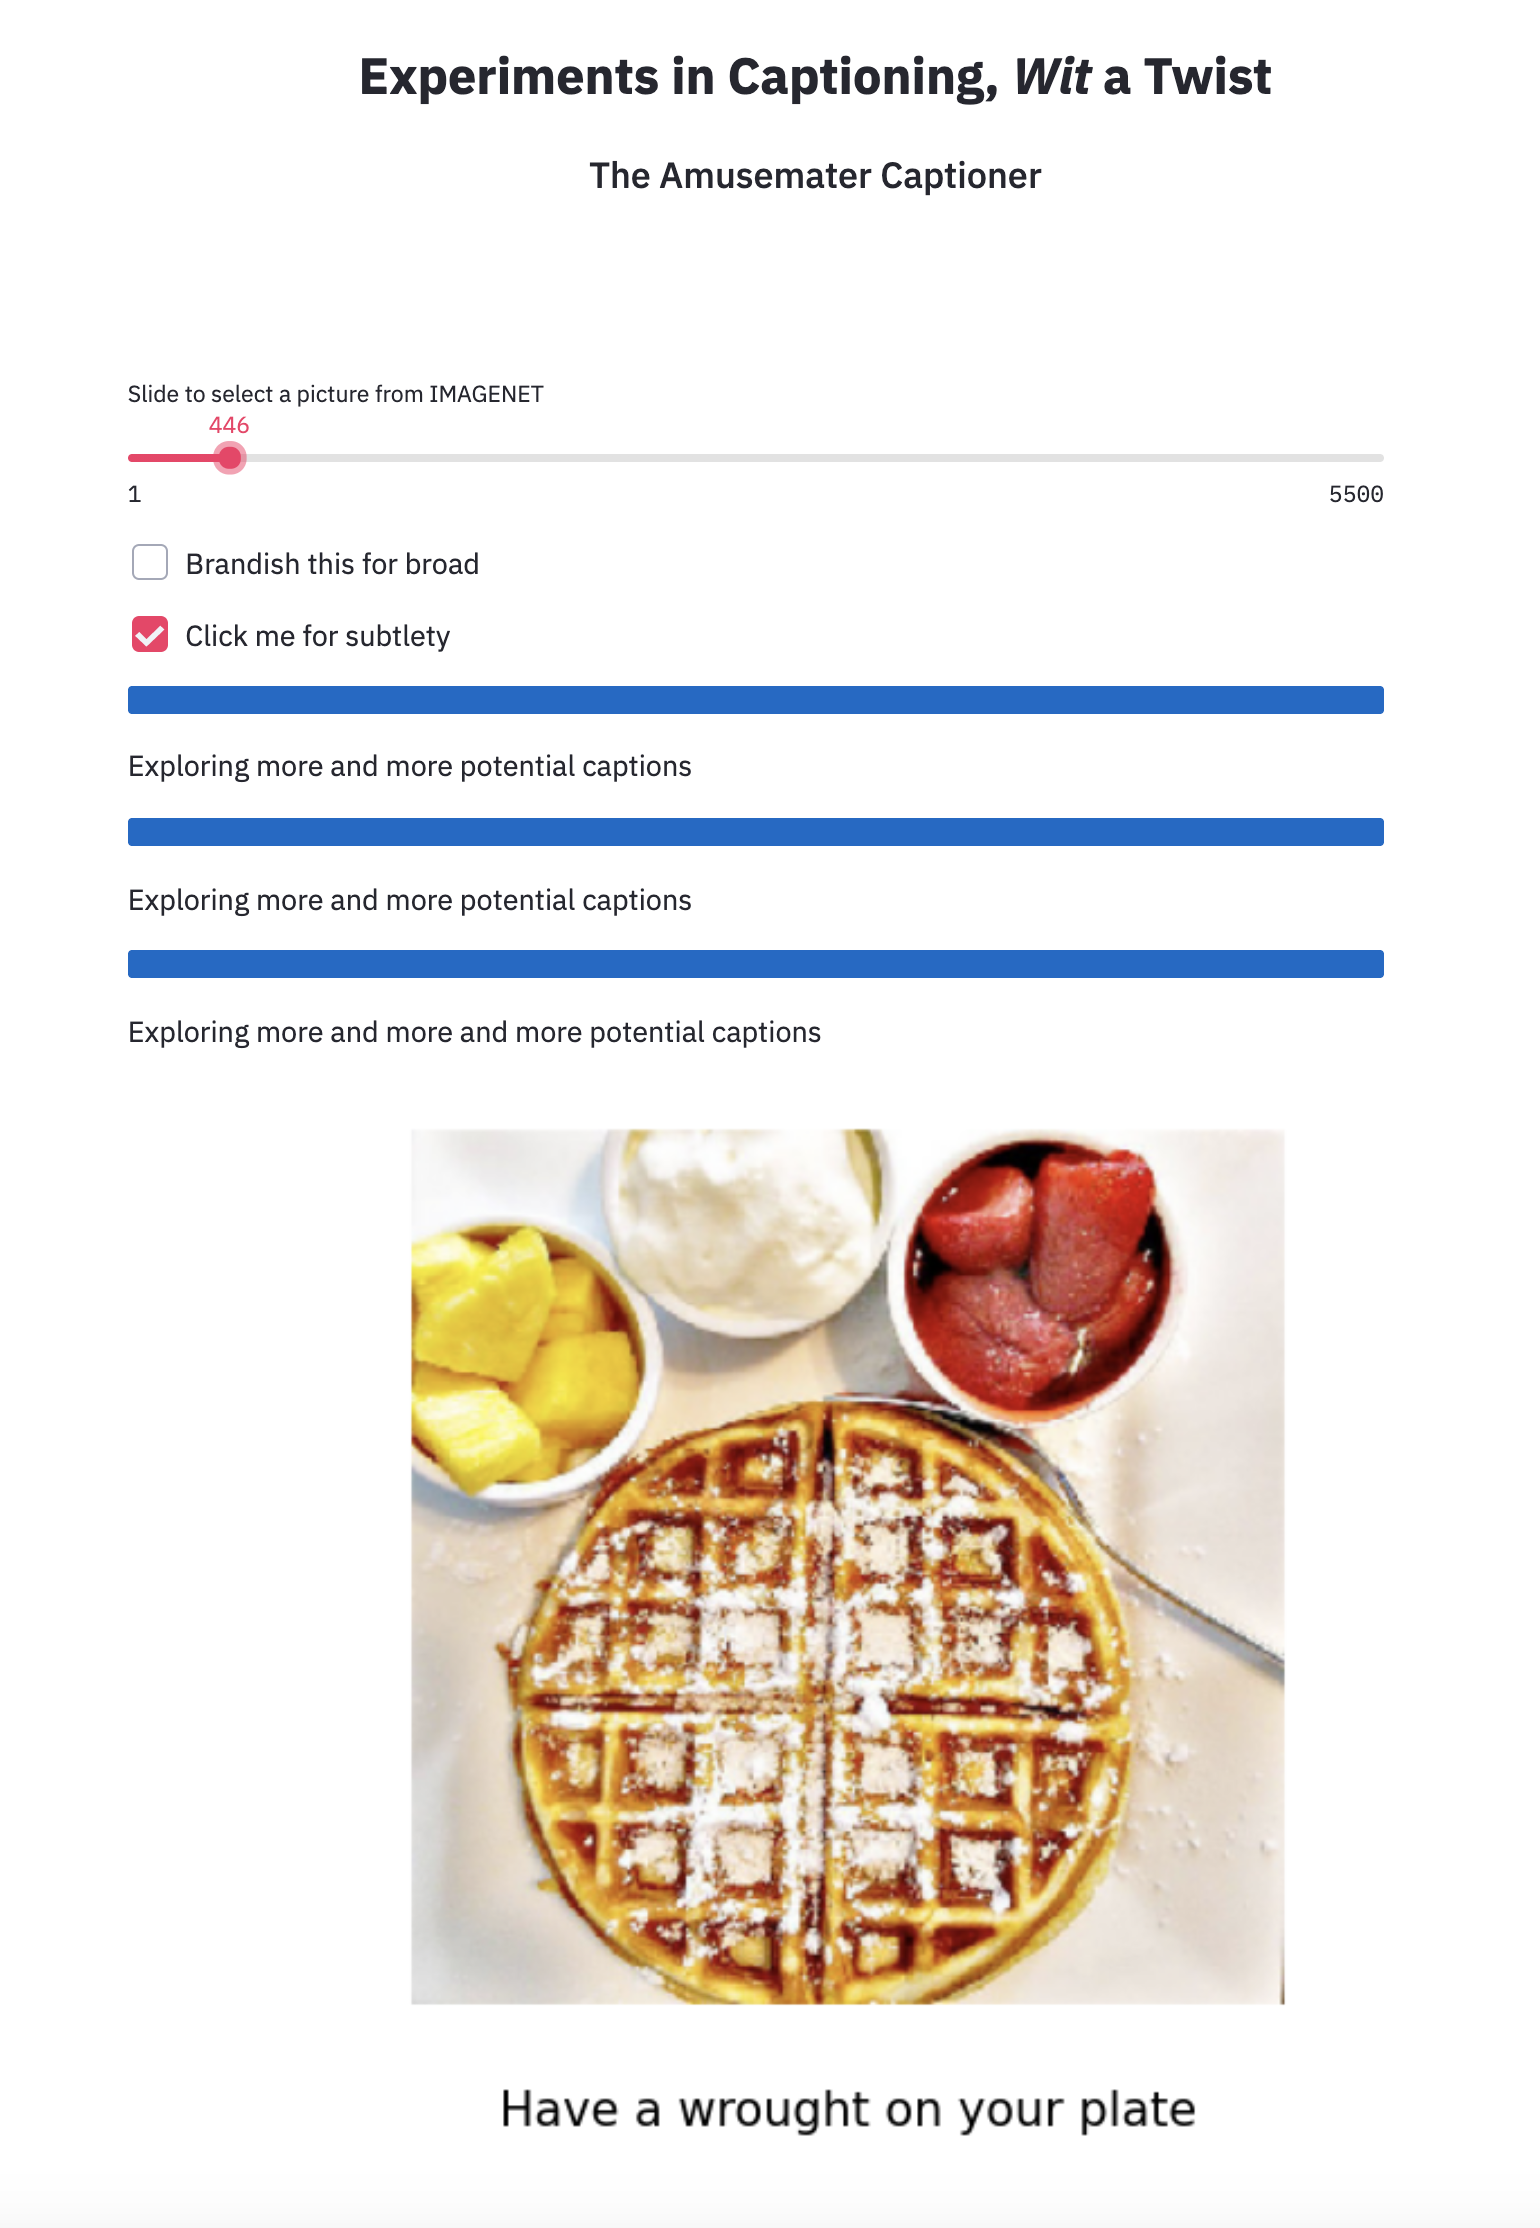 Experiments in Captioning, Wit a Twist
The Amusemater Captioner
Slide to select a picture from IMAGENET
446
1 5500
Brandish this for broad
Click me for subtlety
Exploring more and more potential captions
Exploring more and more potential captions
Exploring more and more and more potential captions
Have a wrought on your plate